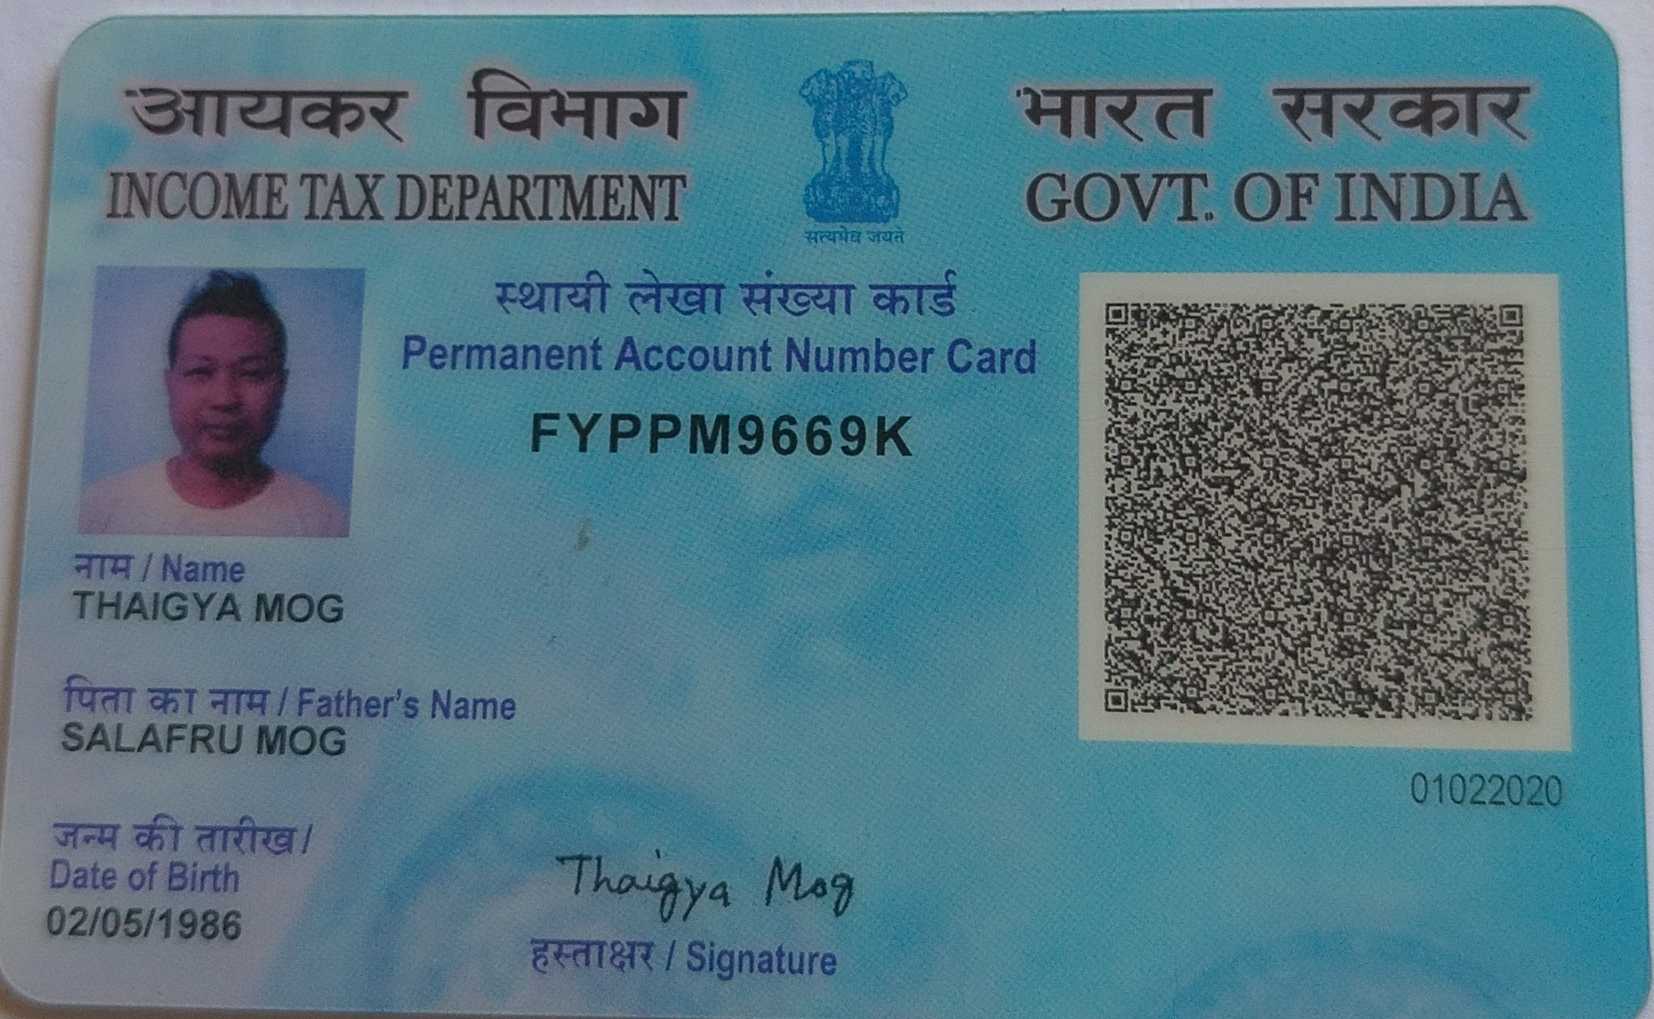 आयकर विभाग
INCOME TAX DEPARTMENT
सत्यमेव जयते
भारत सरकार
GOVT. OF INDIA
स्थायी लेखा संख्या कार्ड
Permanent Account Number Card
FYPPM9669K
नाम / Name
THAIGYA MOG
पिता का नाम / Father's Name
SALAFRU MOG
जन्म की तारीख /
Date of Birth
02/05/1986
Thaigya Mog
हस्ताक्षर / Signature
01022020